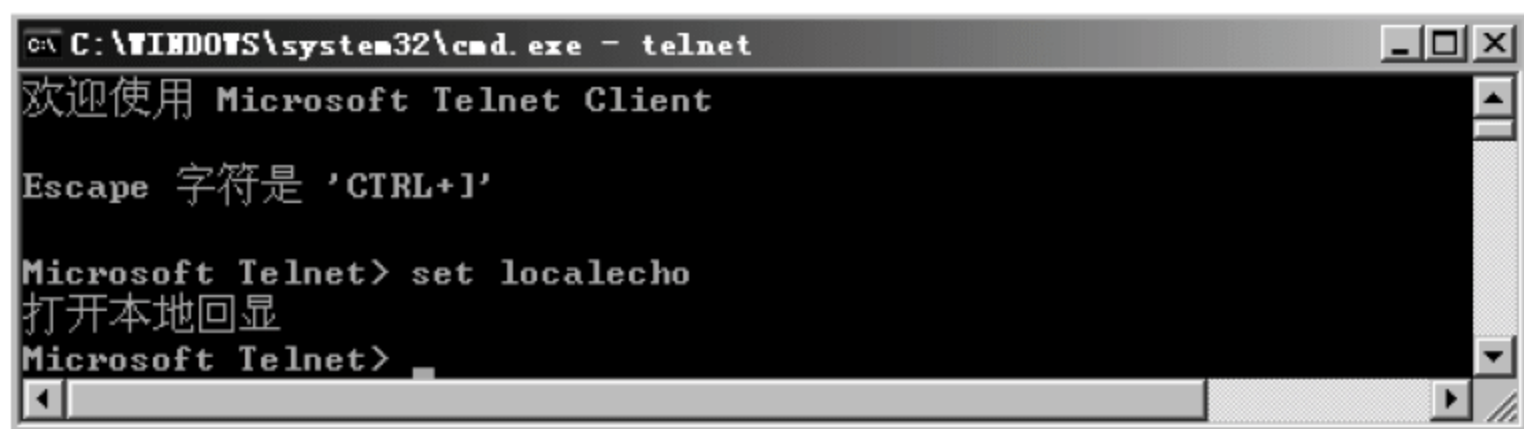 C:\WINDOWS\system32\cmd.exe - telnet
欢迎使用 Microsoft Telnet Client
Escape 字符是 'CTRL+]'
Microsoft Telnet> set localecho
打开本地回显
Microsoft Telnet> _